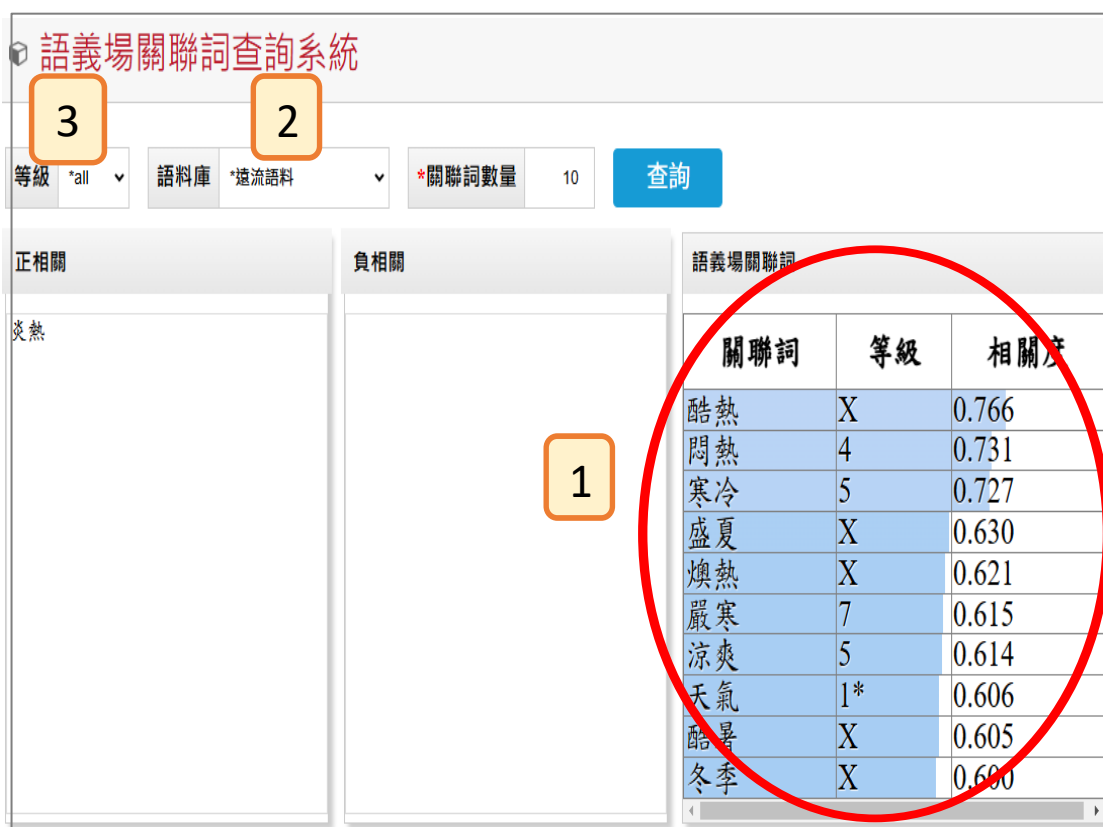 語義場關聯詞查詢系統
3 2
等級 *all 語料庫 *遠流語料 *關聯詞數量 10 查詢
正相關 負相關 語義場關聯詞
炎熱
關聯詞 等級 相關度
酷熱 X 0.766
悶熱 4 0.731
1
寒冷 5 0.727
盛夏 X 0.630
燠熱 X 0.621
嚴寒 7 0.615
涼爽 5 0.614
天氣 1* 0.606
酷暑 X 0.605
冬季 X 0.600